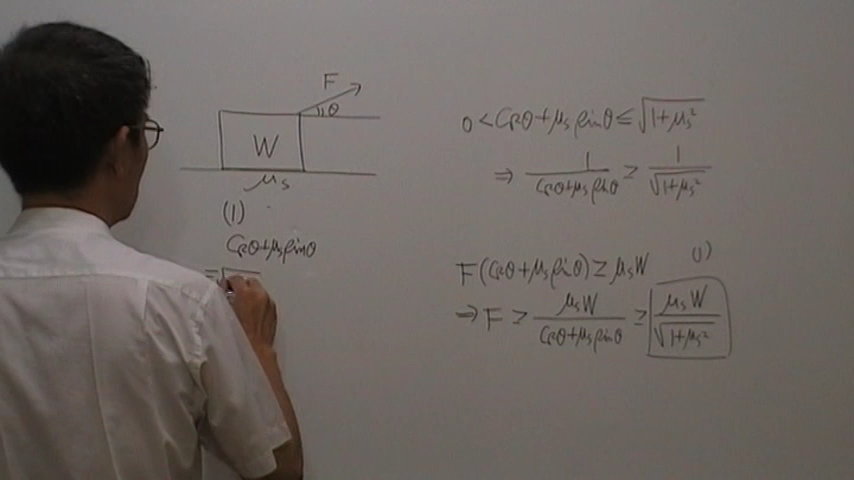 F
θ
W
μs
(1)
cosθ+μs sinθ
=√
0 < cosθ+μs sinθ ≤ √(1+μs²)
⇒ 1/(cosθ+μs sinθ) ≥ 1/√(1+μs²)
(1)
F(cosθ+μs sinθ) ≥ μsW
⇒ F ≥ μsW/(cosθ+μs sinθ) ≥ μsW/√(1+μs²)